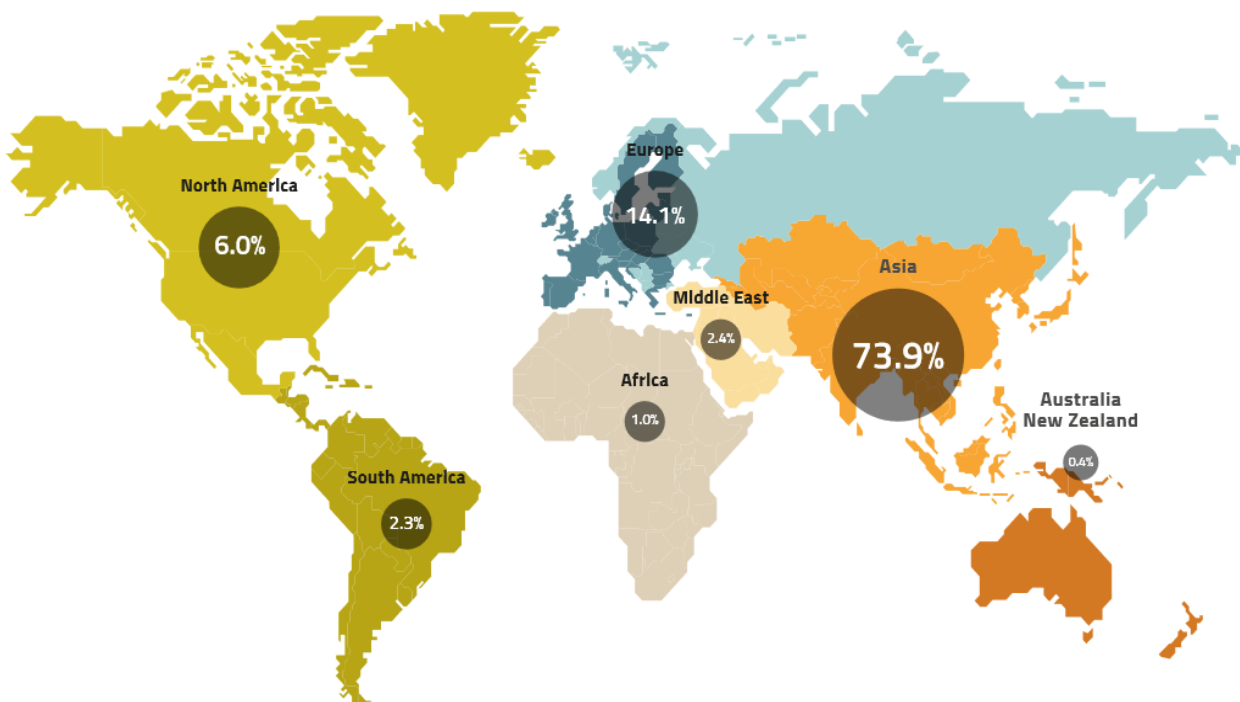 North America
6.0%
Europe
14.1%
Asia
73.9%
Middle East
2.4%
Africa
1.0%
South America
2.3%
Australia
New Zealand
0.4%